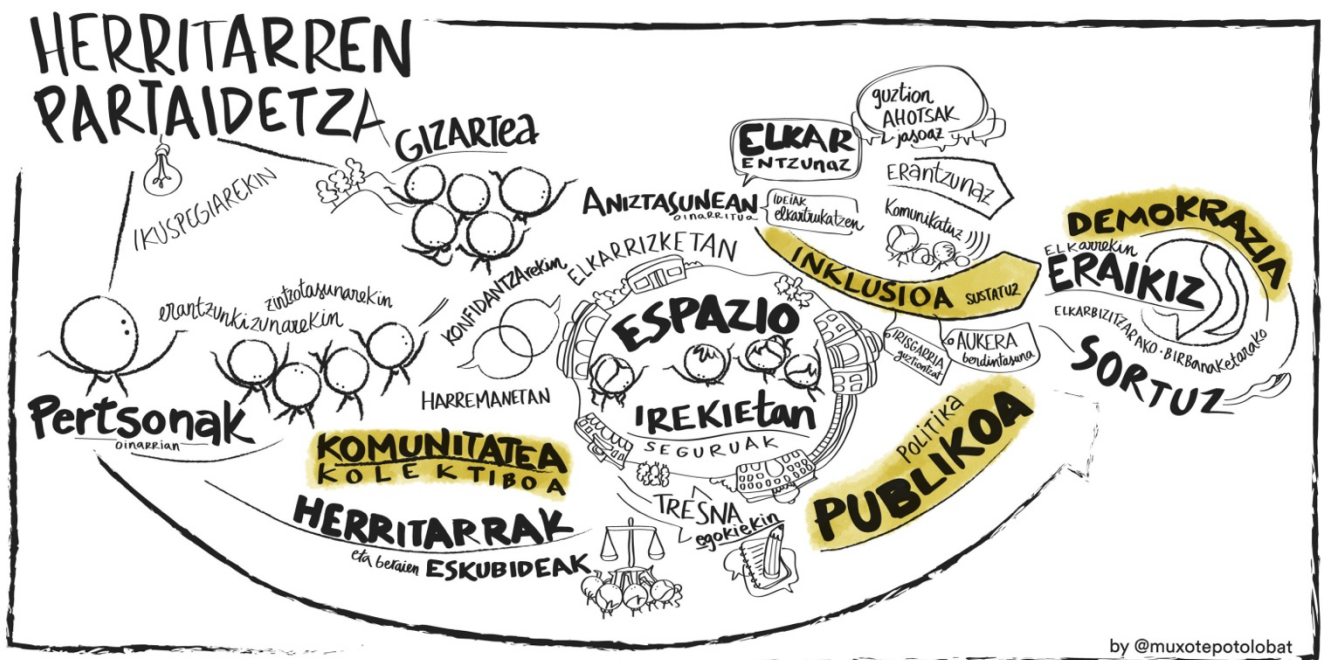 HERRITARREN
PARTAIDETZA
GIZARTEA
IKUSPEGIAREKIN
zintzotasunarekin
erantzunkizunarekin
Pertsonak
OINARRIAN
KOMUNITATEA
KOLEKTIBOA
HERRITARRAK
eta beraien ESKUBIDEAK
KONFIDANTZArekin
HARREMANETAN
ELKARRIZKETAN
ESPAZIO
IREKIETAN
SEGURUAK
TRESNA
egokiekin
ANIZTASUNEAN
OINARRITUA
IDEIAK
elkartrukatzen
ELKAR
ENTZUNAZ
guztion
AHOTSAK
jasoaz
ERANTZUNAZ
Komunikatuz
INKLUSIOA SUSTATUZ
IRISGARRIA
guztiontzat
AUKERA
berdintasuna
POLITIKA
PUBLIKOA
DEMOKRAZIA
ELKARREKIN
ERAIKIZ
ELKARBIZITZARAKO · BIRBANAKETARAKO
SORTUZ
by @muxotepotolobat